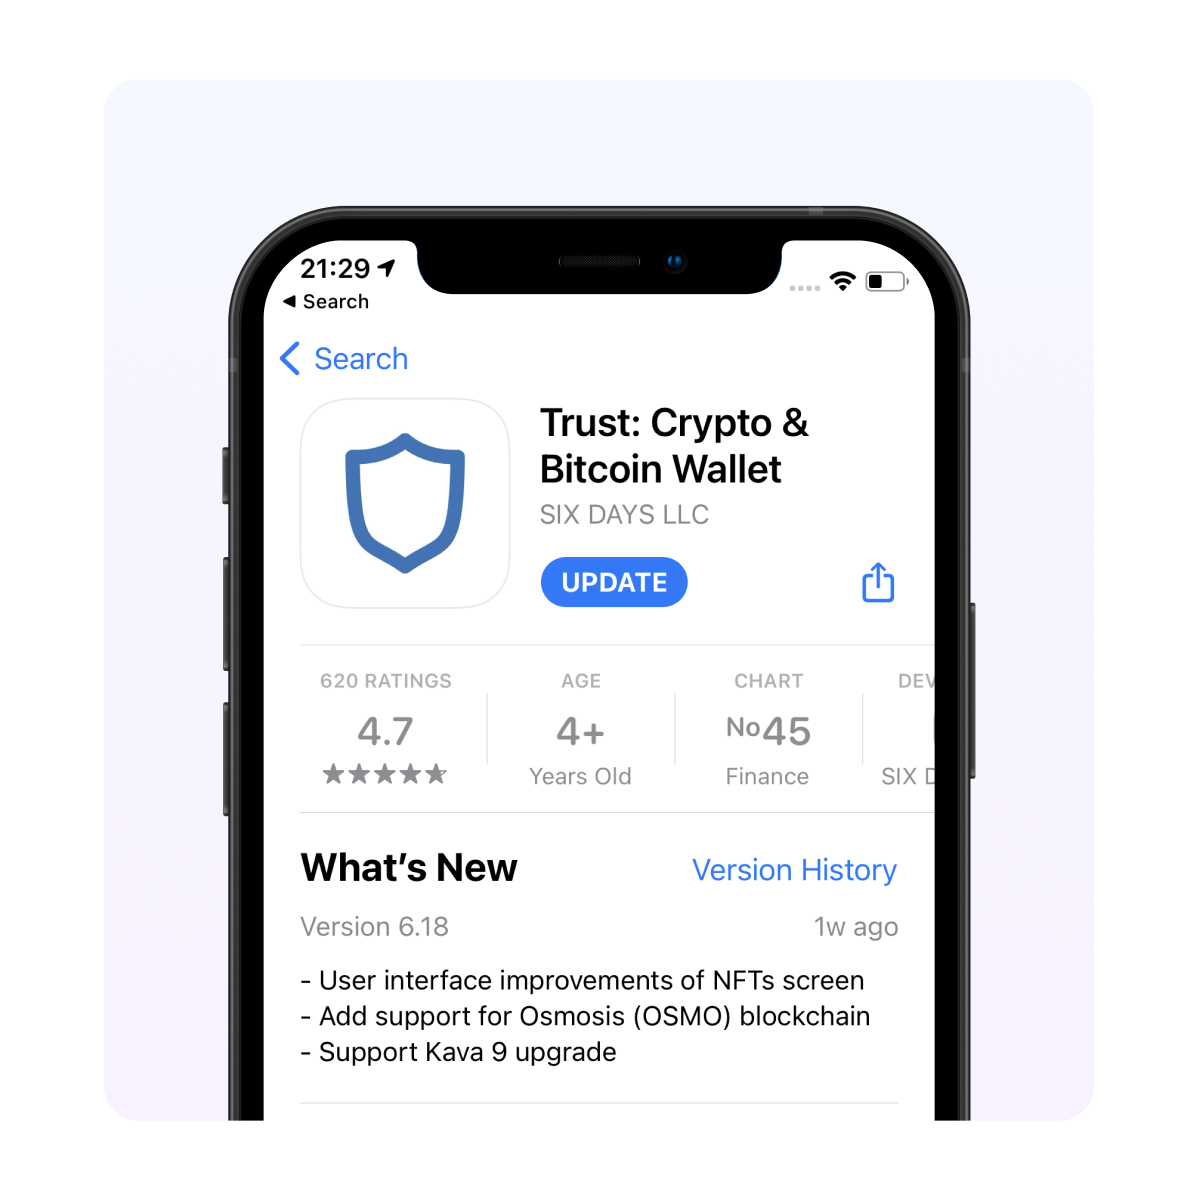 21:29
◀ Search
Search
Trust: Crypto &
Bitcoin Wallet
SIX DAYS LLC
UPDATE
620 RATINGS
4.7
AGE
4+
Years Old
CHART
No45
Finance
DEV
SIX D
What’s New
Version History
Version 6.18
1w ago
- User interface improvements of NFTs screen
- Add support for Osmosis (OSMO) blockchain
- Support Kava 9 upgrade